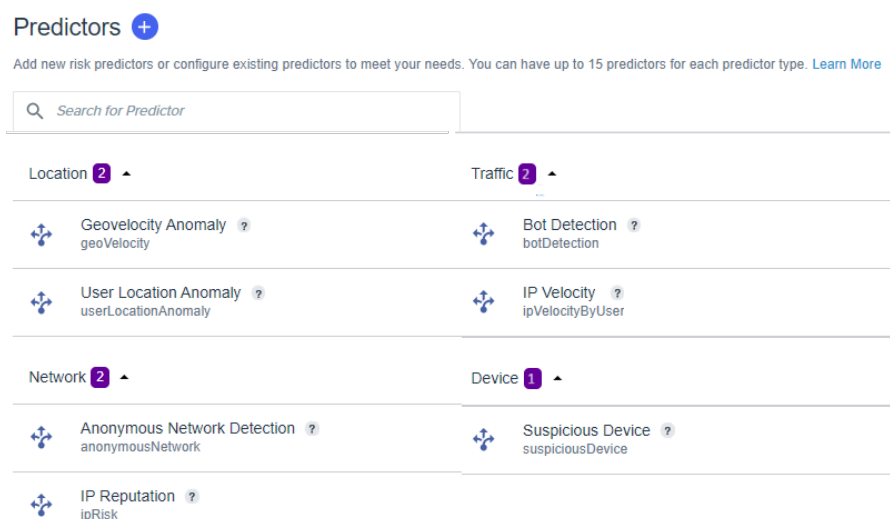 Predictors +
Add new risk predictors or configure existing predictors to meet your needs. You can have up to 15 predictors for each predictor type. Learn More
Search for Predictor
Location 2
Geovelocity Anomaly ?
geoVelocity
User Location Anomaly ?
userLocationAnomaly
Traffic 2
Bot Detection ?
botDetection
IP Velocity ?
ipVelocityByUser
Network 2
Anonymous Network Detection ?
anonymousNetwork
IP Reputation ?
ipRisk
Device 1
Suspicious Device ?
suspiciousDevice